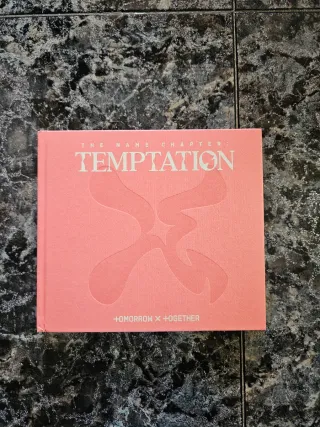 THE NAME CHAPTER
TEMPTATION
TOMORROW X TOGETHER